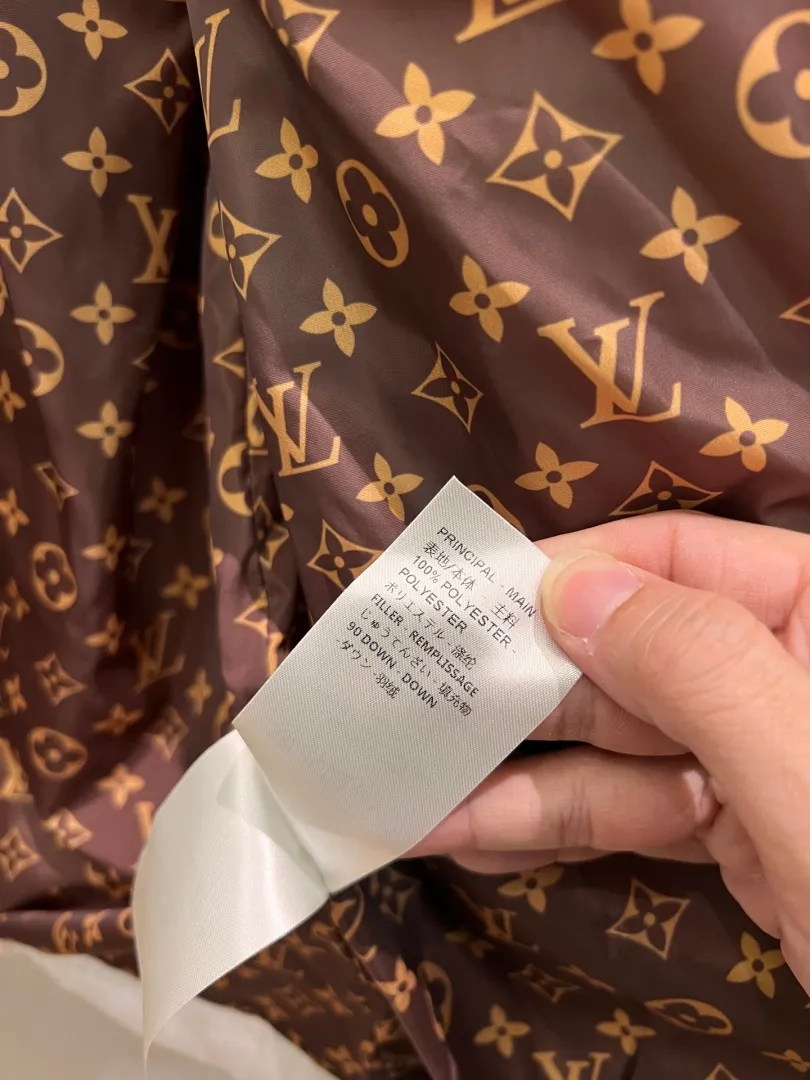 PRINCIPAL - MAIN
表地/本体 - 主料
100% POLYESTER -
POLYESTER
ポリエステル - 涤纶
FILLER - REMPLISSAGE
じゅうてんざい - 填充物
90 DOWN - DOWN
- ダウン - 羽绒